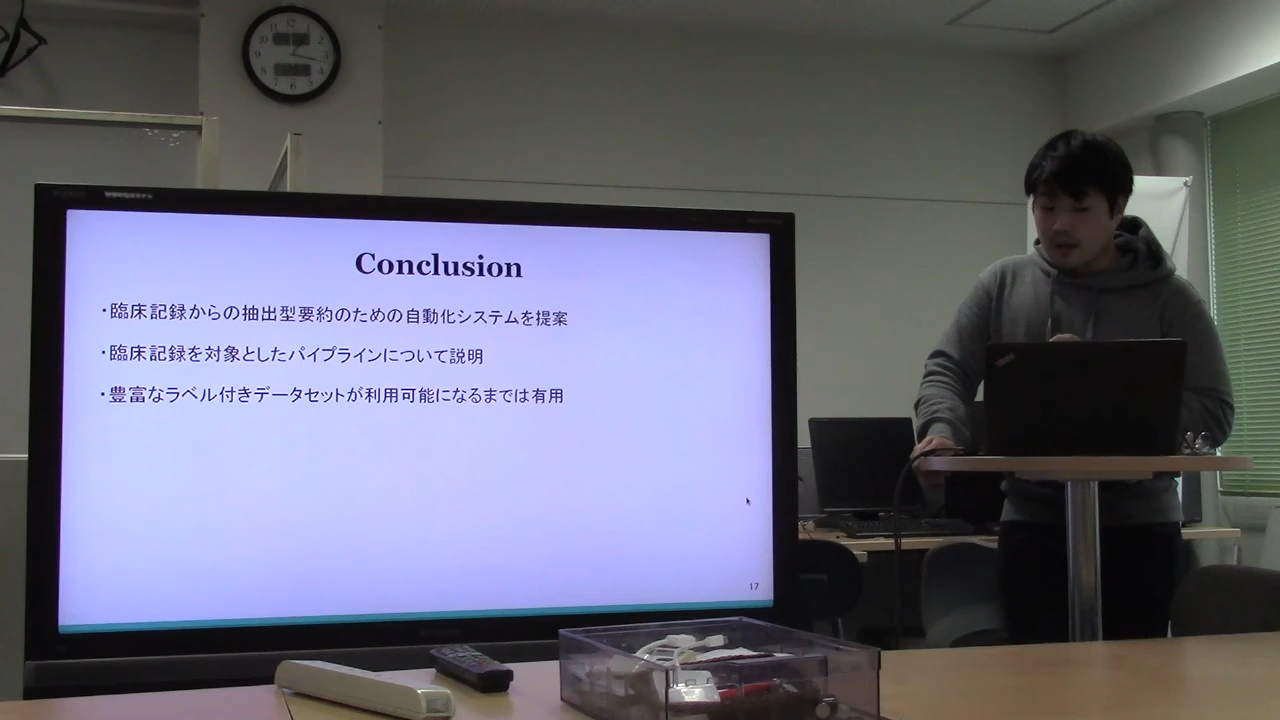 Conclusion
・臨床記録からの抽出型要約のための自動化システムを提案
・臨床記録を対象としたパイプラインについて説明
・豊富なラベル付きデータセットが利用可能になるまでは有用
17